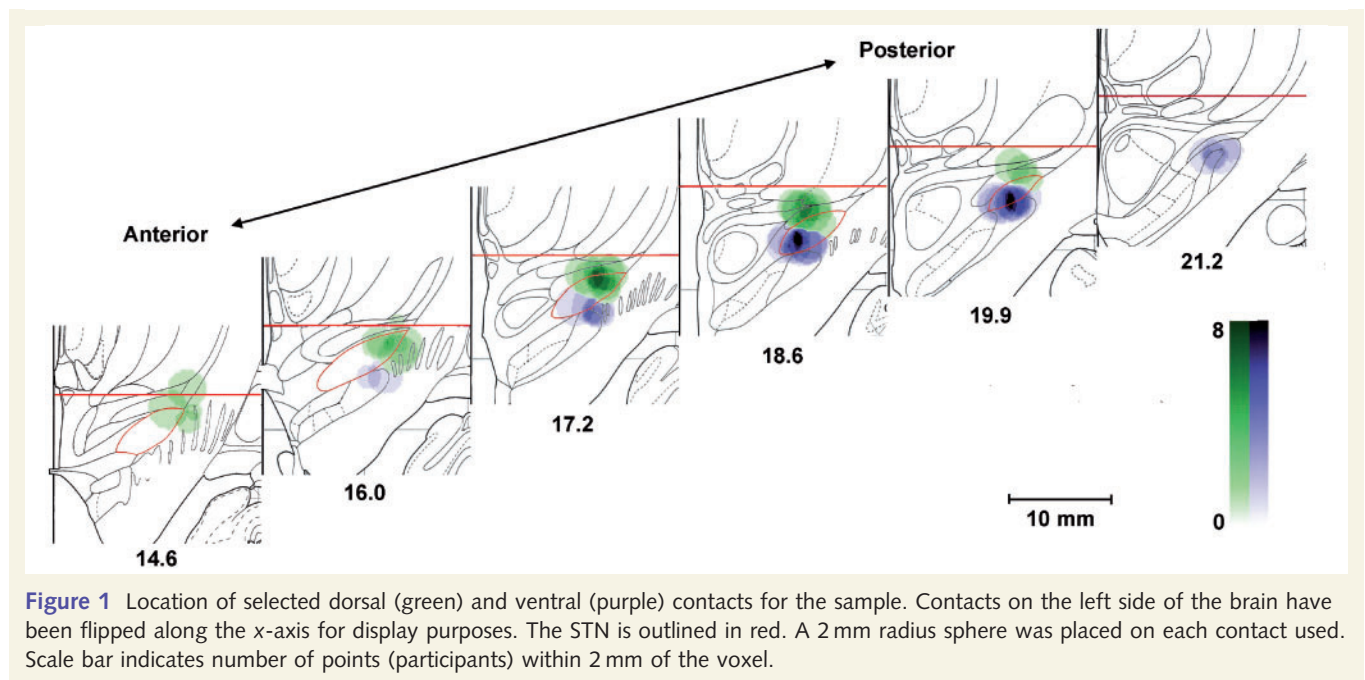 Posterior
Anterior
21.2
19.9
18.6
17.2
16.0
14.6
8
0
10 mm
Figure 1 Location of selected dorsal (green) and ventral (purple) contacts for the sample. Contacts on the left side of the brain have
been flipped along the x-axis for display purposes. The STN is outlined in red. A 2 mm radius sphere was placed on each contact used.
Scale bar indicates number of points (participants) within 2 mm of the voxel.